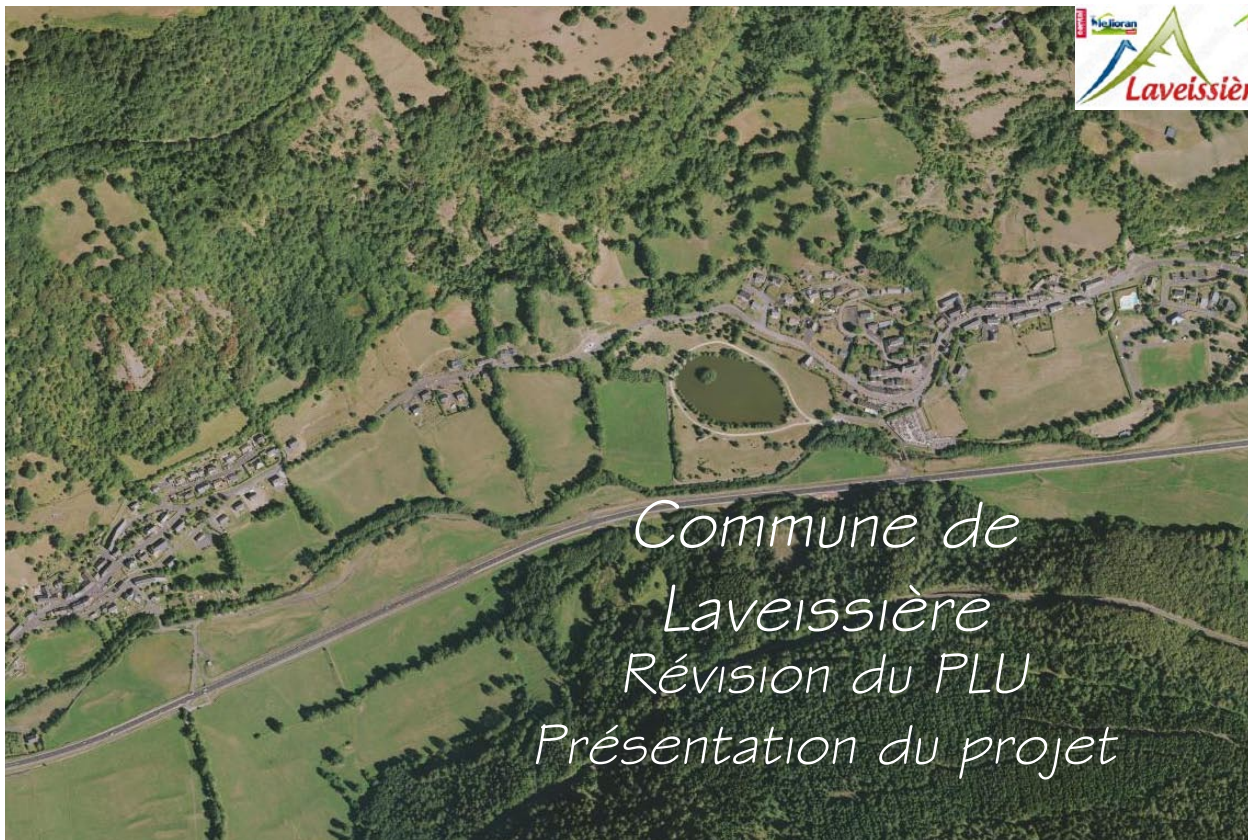 Laveissièr
Commune de
Laveissière
Révision du PLU
Présentation du projet